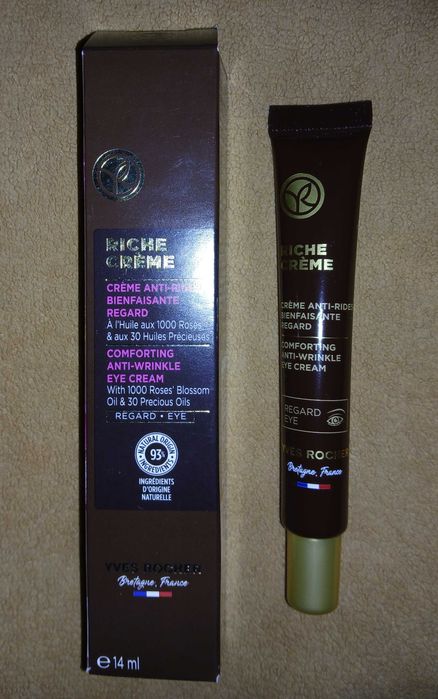 RICHE
CRÈME
CRÈME ANTI-RIDES
BIENFAISANTE
REGARD
À l'Huile aux 1000 Roses
& aux 30 Huiles Précieuses
COMFORTING
ANTI-WRINKLE
EYE CREAM
With 1000 Roses' Blossom
Oil & 30 Precious Oils
REGARD • EYE
NATURAL ORIGIN
93%
INGREDIENTS
INGRÉDIENTS
D'ORIGINE
NATURELLE
YVES ROCHER
Bretagne, France
e 14 ml
RICHE
CRÈME
CRÈME ANTI-RIDES
BIENFAISANTE
REGARD
COMFORTING
ANTI-WRINKLE
EYE CREAM
REGARD
EYE
YVES ROCHER
Bretagne, France